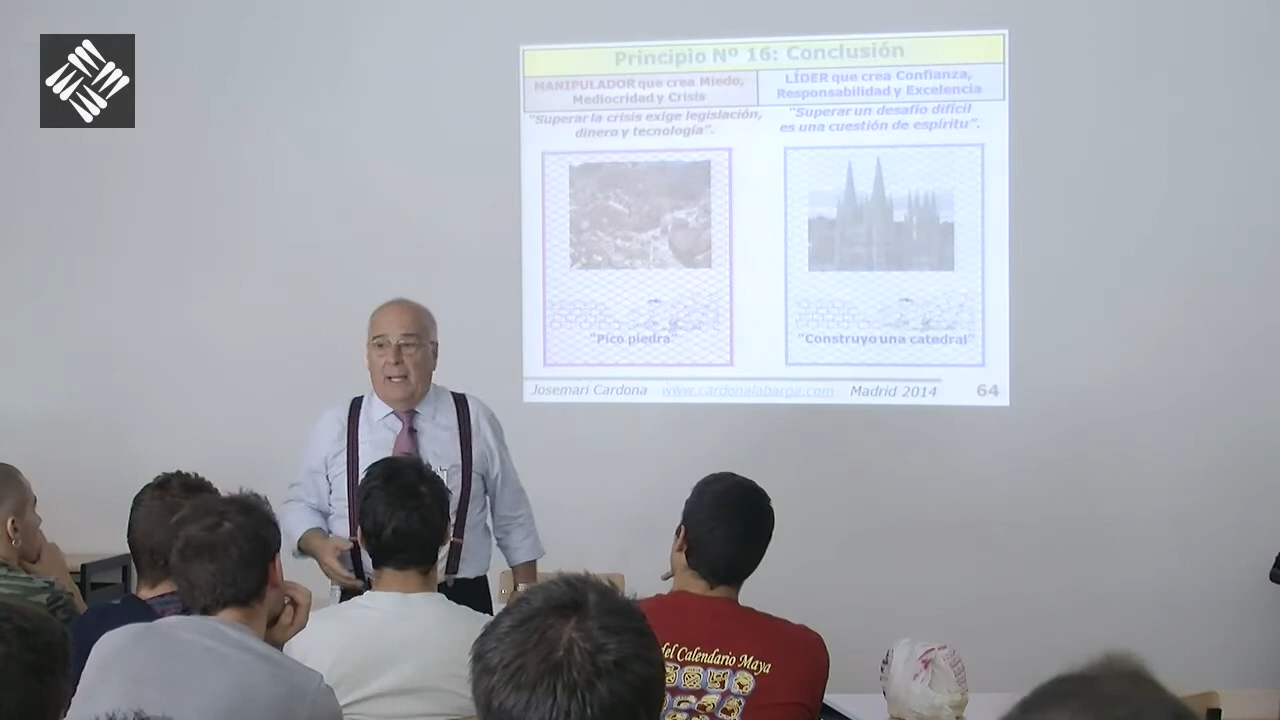 Principio Nº 16: Conclusión
MANIPULADOR que crea Miedo,
Mediocridad y Crisis
LÍDER que crea Confianza,
Responsabilidad y Excelencia
"Superar la crisis exige legislación,
dinero y tecnología".
"Superar un desafío difícil
es una cuestión de espíritu".
"Pico piedra"
"Construyo una catedral"
Josemari Cardona www.cardonalabarga.com Madrid 2014 64
del Calendario Maya